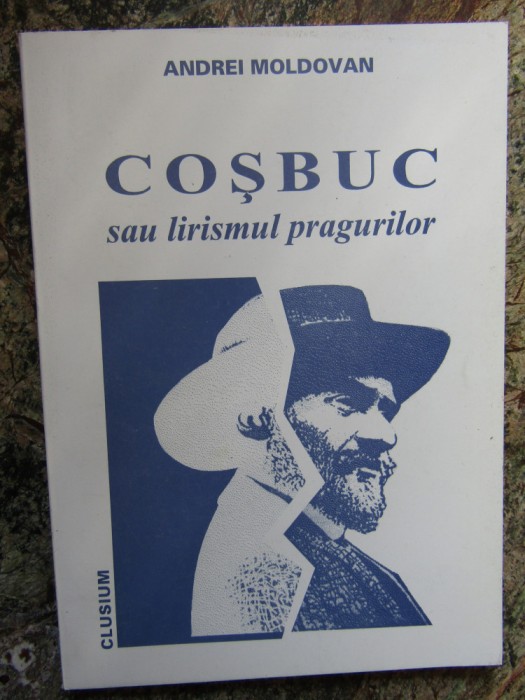 ANDREI MOLDOVAN
COŞBUC
sau lirismul pragurilor
CLUSIUM